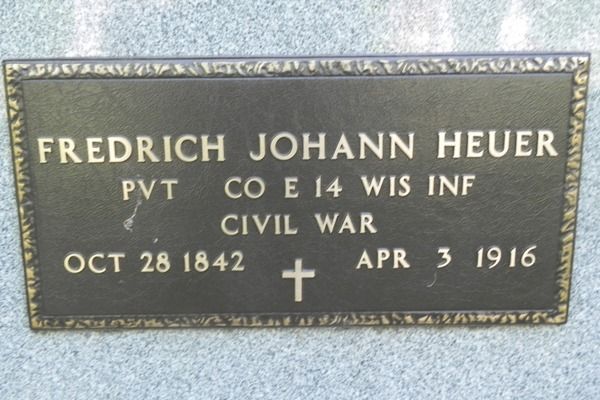 FREDRICH JOHANN HEUER
PVT CO E 14 WIS INF
CIVIL WAR
OCT 28 1842 APR 3 1916